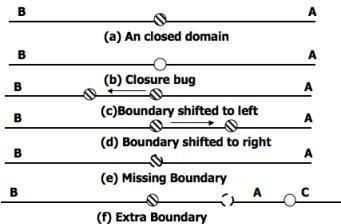 B A
(a) An closed domain
B A
(b) Closure bug
B A
(c)Boundary shifted to left
B A
(d) Boundary shifted to right
B A
(e) Missing Boundary
B A C
(f) Extra Boundary